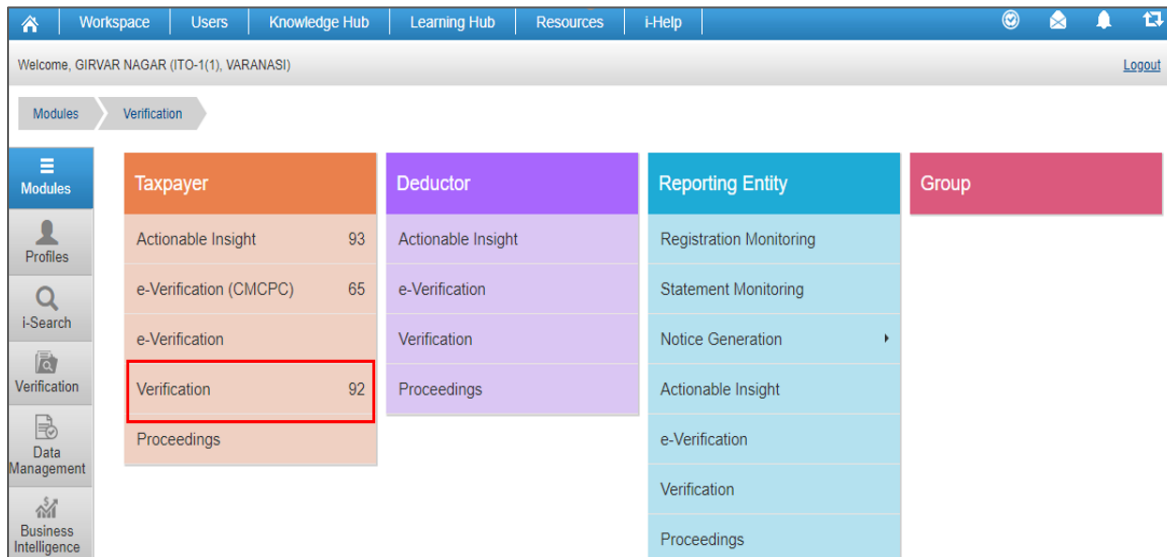 Workspace Users Knowledge Hub Learning Hub Resources i-Help
Welcome, GIRVAR NAGAR (ITO-1(1), VARANASI) Logout
Modules Verification
Modules
Profiles
i-Search
Verification
Data
Management
Business
Intelligence
Taxpayer
Actionable Insight 93
e-Verification (CMCPC) 65
e-Verification
Verification 92
Proceedings
Deductor
Actionable Insight
e-Verification
Verification
Proceedings
Reporting Entity
Registration Monitoring
Statement Monitoring
Notice Generation
Actionable Insight
e-Verification
Verification
Proceedings
Group